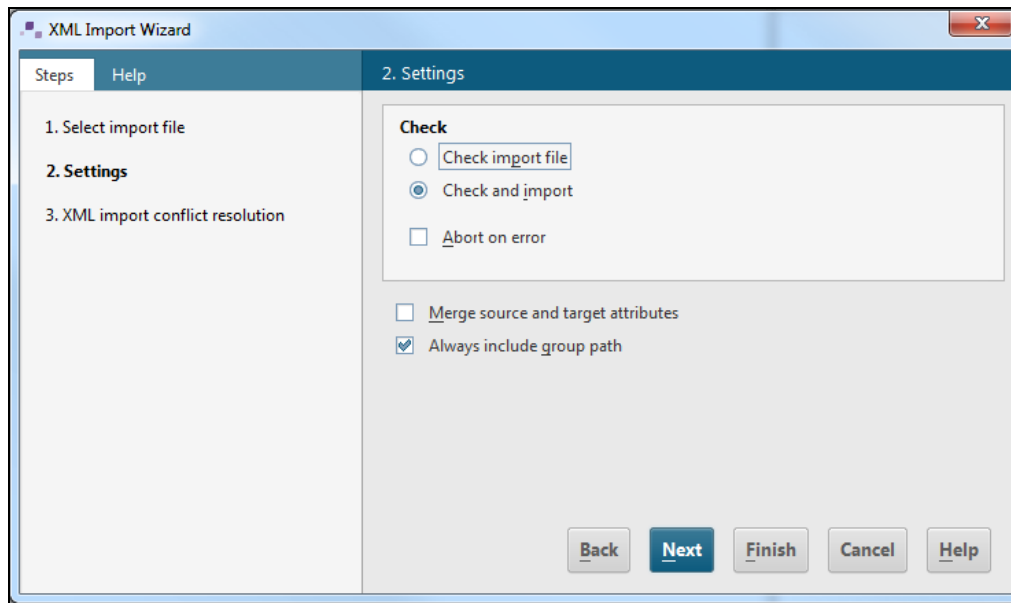 XML Import Wizard
Steps
Help
1. Select import file
2. Settings
3. XML import conflict resolution
2. Settings
Check
Check import file
Check and import
Abort on error
Merge source and target attributes
Always include group path
Back
Next
Finish
Cancel
Help